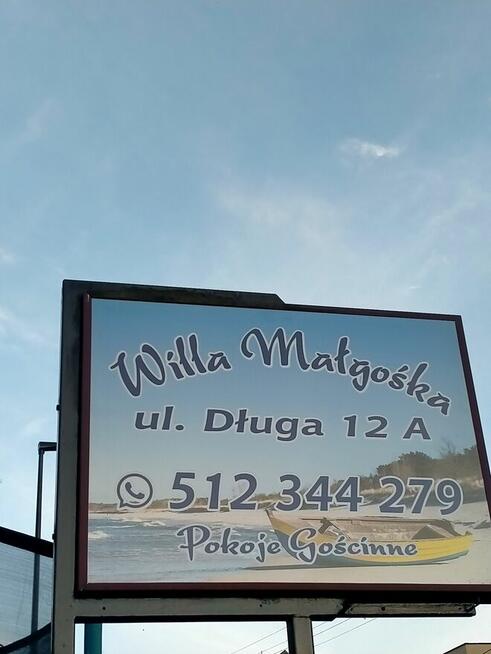 Willa Małgośka
ul. Długa 12 A
512 344 279
Pokoje Gościnne